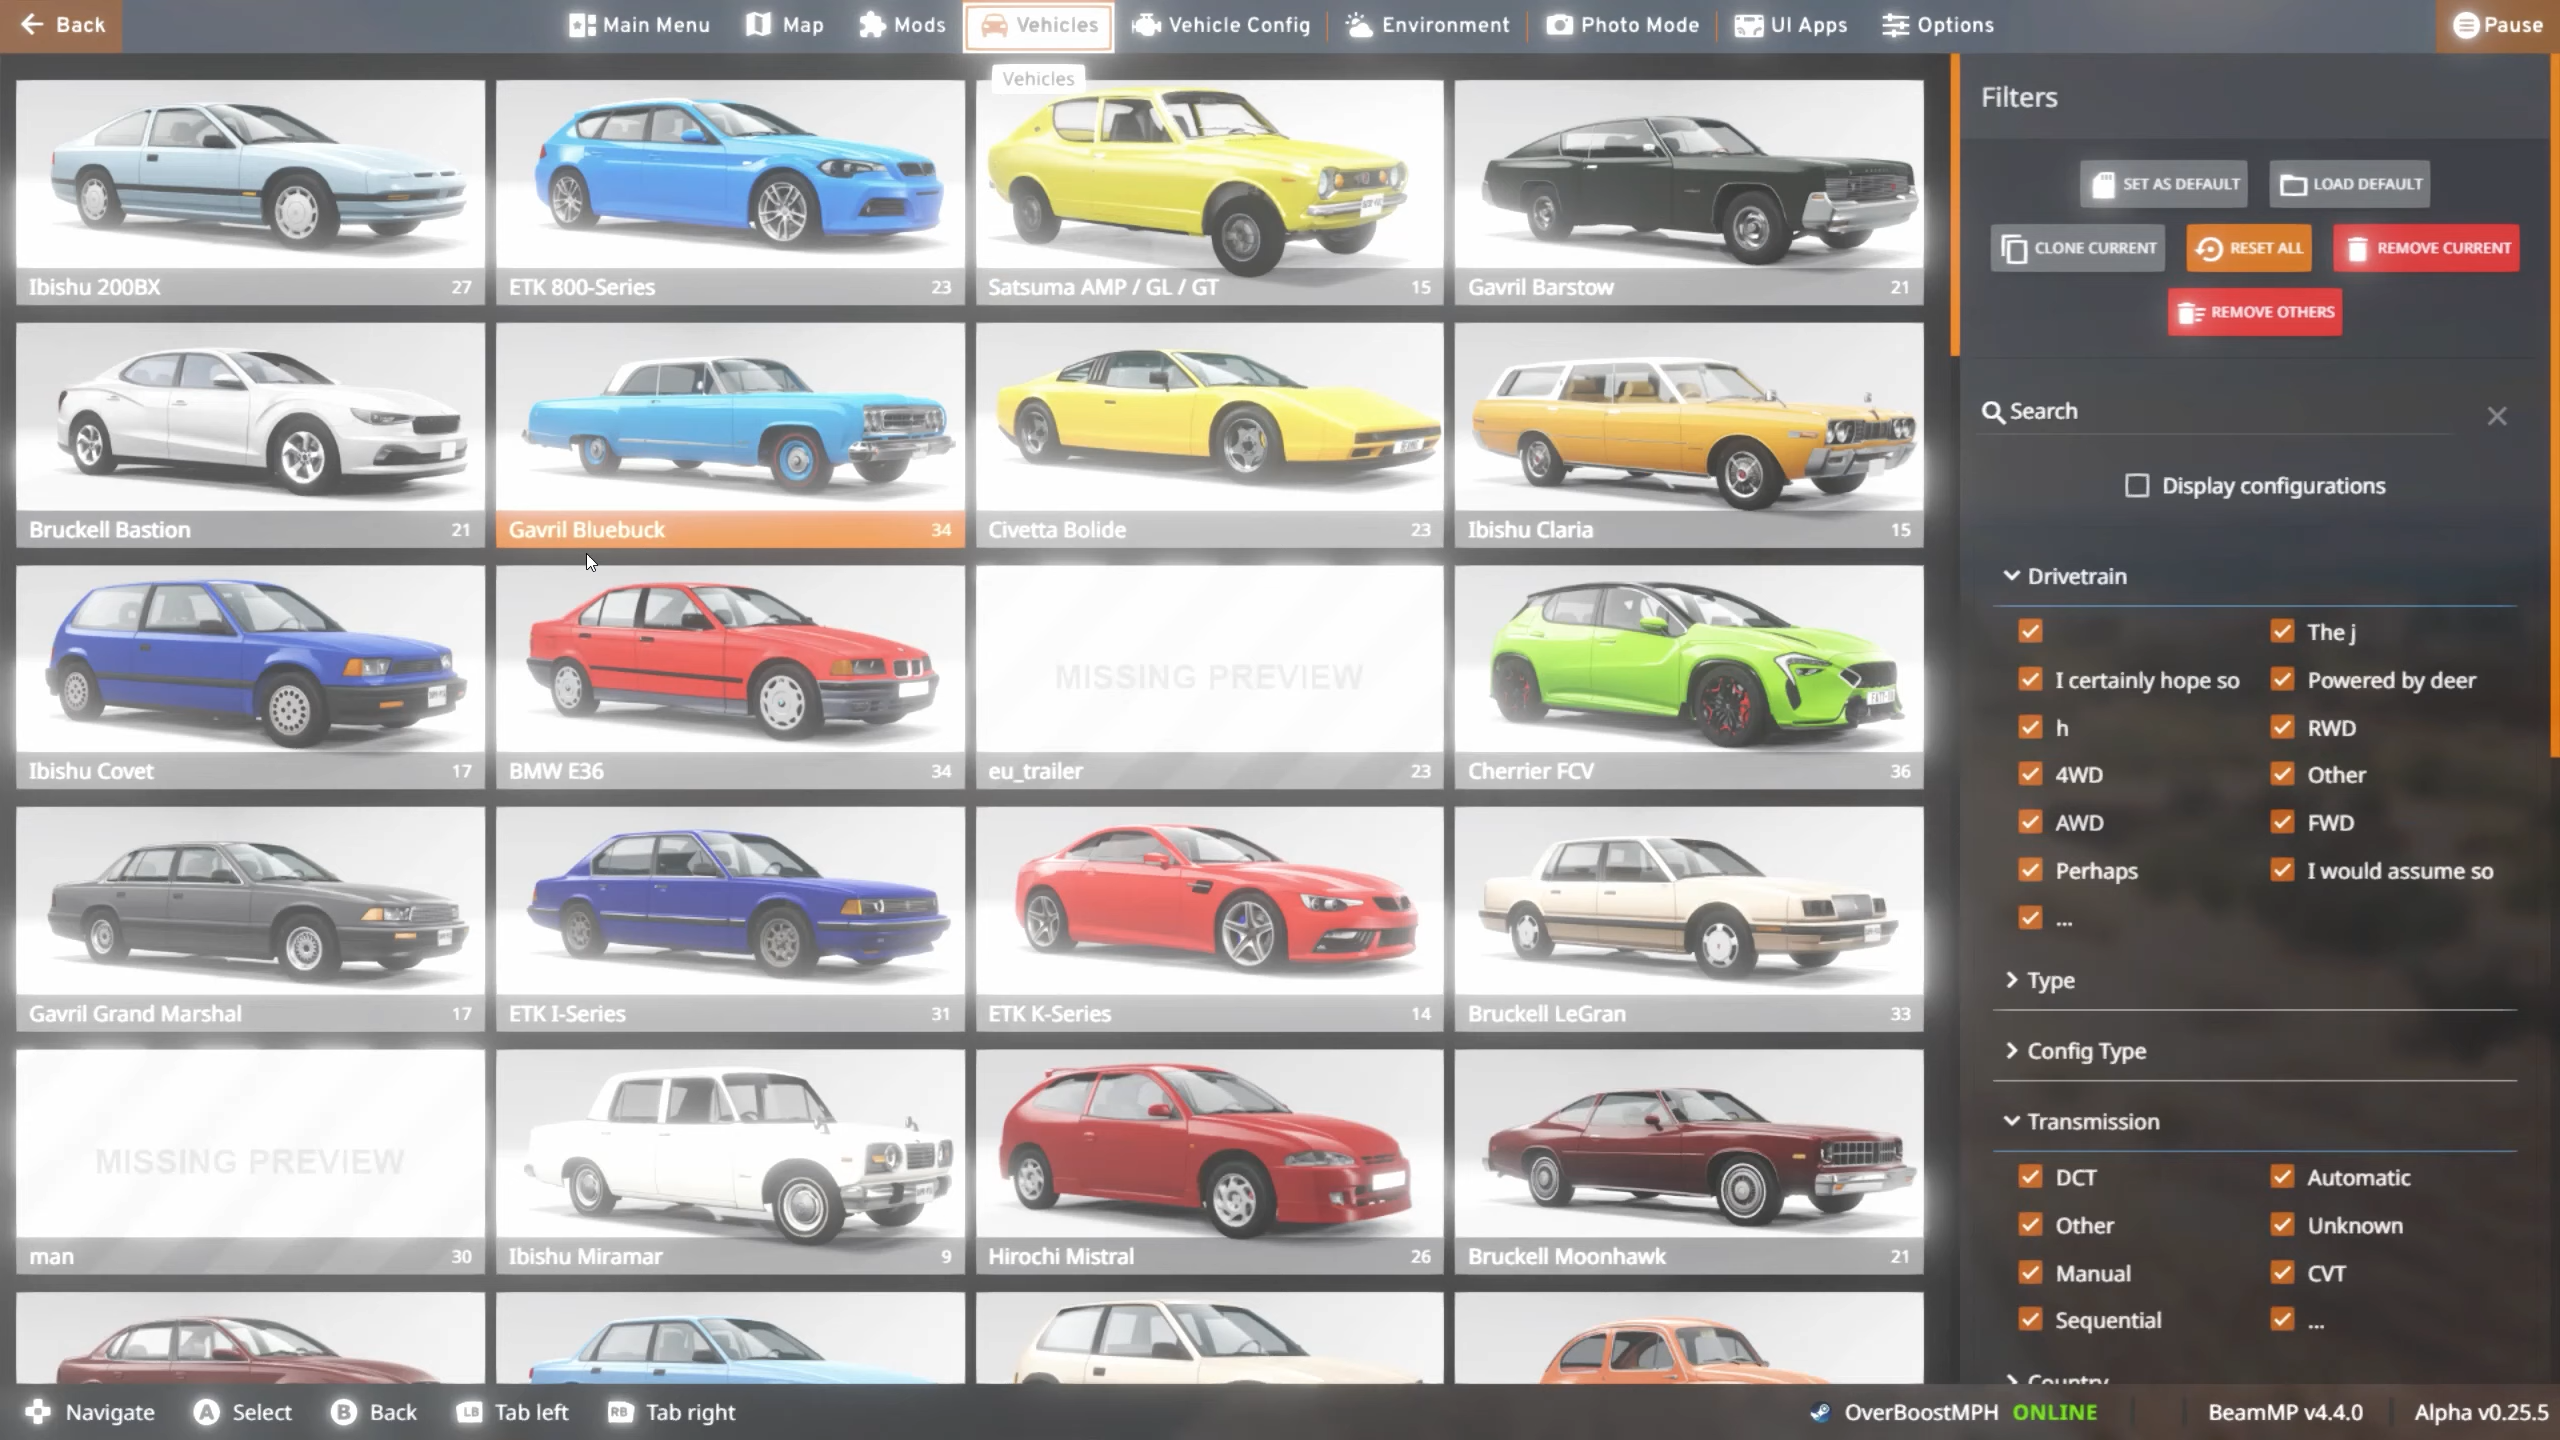 Back
Main Menu
Map
Mods
Vehicles
Vehicle Config
Environment
Photo Mode
UI Apps
Options
Pause
Vehicles
Ibishu 200BX 27
ETK 800-Series 23
Satsuma AMP / GL / GT 15
Gavril Barstow 21
Bruckell Bastion 21
Gavril Bluebuck 34
Civetta Bolide 23
Ibishu Claria 15
Ibishu Covet 17
BMW E36 34
MISSING PREVIEW
eu_trailer 23
Cherrier FCV 36
Gavril Grand Marshal 17
ETK I-Series 31
ETK K-Series 14
Bruckell LeGran 33
MISSING PREVIEW
man 30
Ibishu Miramar 9
Hirochi Mistral 26
Bruckell Moonhawk 21
Filters
SET AS DEFAULT
LOAD DEFAULT
CLONE CURRENT
RESET ALL
REMOVE CURRENT
REMOVE OTHERS
Search
Display configurations
Drivetrain
The j
I certainly hope so
Powered by deer
h
RWD
4WD
Other
AWD
FWD
Perhaps
I would assume so
...
Type
Config Type
Transmission
DCT
Automatic
Other
Unknown
Manual
CVT
Sequential
...
Country
Navigate
A Select
B Back
LB Tab left
RB Tab right
OverBoostMPH ONLINE
BeamMP v4.4.0
Alpha v0.25.5